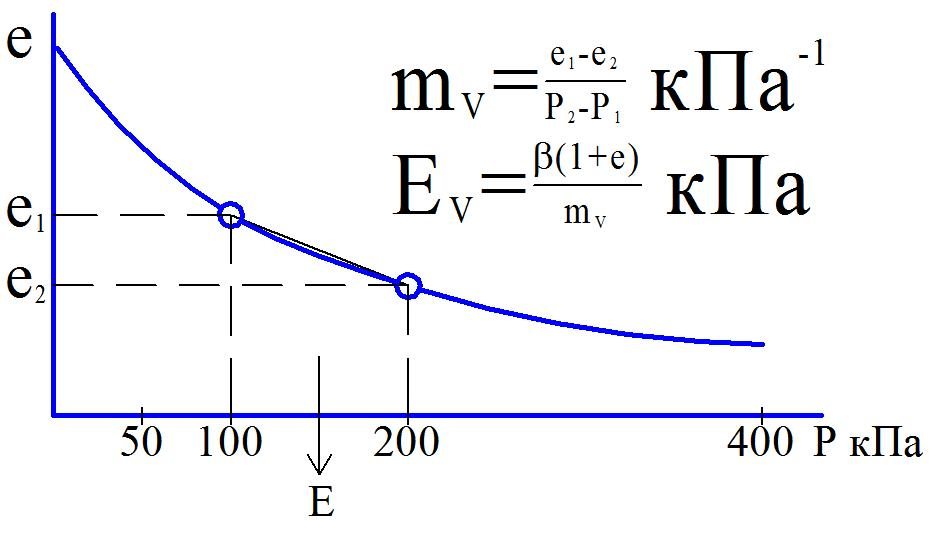 e
m_V = (e₁-e₂)/(P₂-P₁) кПа⁻¹
E_V = β(1+e)/m_V кПа
e₁
e₂
50 100 200 400 P кПа
E